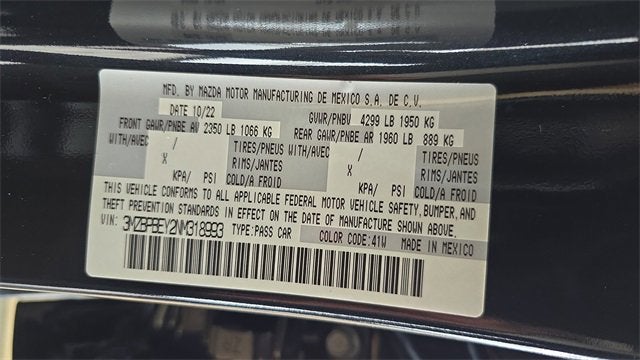 MFD. BY MAZDA MOTOR MANUFACTURING DE MEXICO S.A. DE C.V.
DATE 10/22 GVWR/PNBV 4299 LB 1950 KG
FRONT GAWR/PNBE AV 2350 LB 1066 KG REAR GAWR/PNBE AR 1960 LB 889 KG
WITH/AVEC / TIRES/PNEUS WITH/AVEC / TIRES/PNEUS
X RIMS/JANTES X RIMS/JANTES
KPA/ PSI COLD/A FROID KPA/ PSI COLD/A FROID
THIS VEHICLE CONFORMS TO ALL APPLICABLE FEDERAL MOTOR VEHICLE SAFETY, BUMPER, AND
THEFT PREVENTION STANDARDS IN EFFECT ON THE DATE OF MANUFACTURE SHOWN ABOVE.
VIN: 3MZBPBEY2NM318993 TYPE:PASS CAR COLOR CODE:41W MADE IN MEXICO